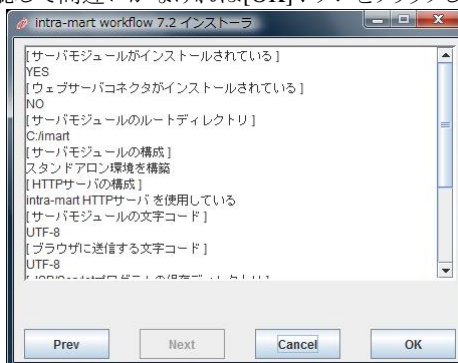 intra-mart workflow 7.2 インストーラ
[サーバモジュールがインストールされている]
YES
[ウェブサーバコネクタがインストールされている]
NO
[サーバモジュールのルートディレクトリ]
C:/imart
[サーバモジュールの構成]
スタンドアロン環境を構築
[HTTPサーバの構成]
intra-mart HTTPサーバ を使用している
[サーバモジュールの文字コード]
UTF-8
[ブラウザに送信する文字コード]
UTF-8
Prev Next Cancel OK